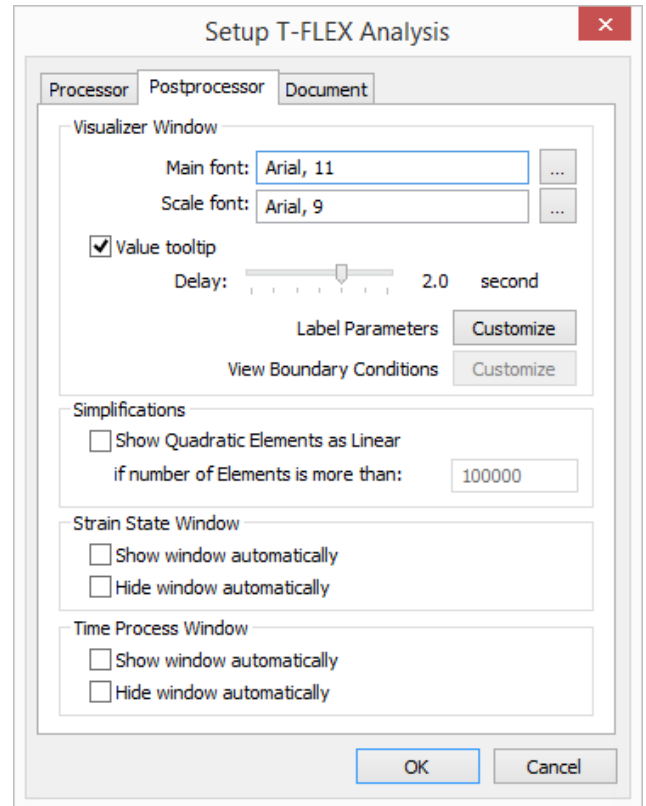 Setup T-FLEX Analysis
Processor Postprocessor Document
Visualizer Window
Main font: Arial, 11 ...
Scale font: Arial, 9 ...
Value tooltip
Delay: 2.0 second
Label Parameters Customize
View Boundary Conditions Customize
Simplifications
Show Quadratic Elements as Linear
if number of Elements is more than: 100000
Strain State Window
Show window automatically
Hide window automatically
Time Process Window
Show window automatically
Hide window automatically
OK Cancel